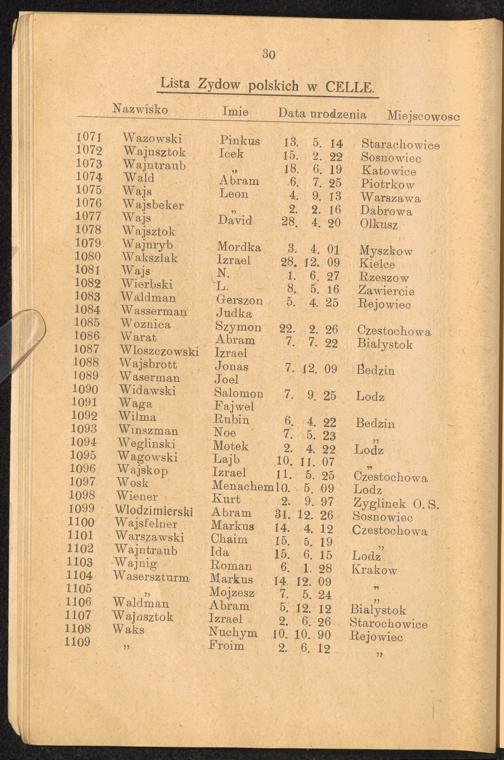 30
Lista Zydow polskich w CELLE.
Nazwisko Imie Data urodzenia Miejscowosc
1071 Wazowski Pinkus 13. 5. 14 Starachowice
1072 Wajnsztok Icek 15. 2. 22 Sosnowiec
1073 Wajntraub „ 18. 6. 19 Katowice
1074 Wald Abram 6. 7. 25 Piotrkow
1075 Wajs Leon 4. 9. 13 Warszawa
1076 Wajsbeker „ 2. 2. 16 Dabrowa
1077 Wajs David 28. 4. 20 Olkusz
1078 Wajsztok
1079 Wajnryb Mordka 3. 4. 01 Myszkow
1080 Wakszlak Izrael 28. 12. 09 Kielce
1081 Wajs N. 1. 6. 27 Rzeszow
1082 Wierbski L. 8. 5. 16 Zawiercie
1083 Waldman Gerszon 5. 4. 25 Rejowiec
1084 Wasserman Judka
1085 Woznica Szymon 22. 2. 26 Czestochowa
1086 Warat Abram 7. 7. 22 Bialystok
1087 Wloszczowski Izrael
1088 Wajsbrott Jonas 7. 12. 09 Bedzin
1089 Waserman Joel
1090 Widawski Salomon 7. 9. 25 Lodz
1091 Waga Fajwel
1092 Wilma Rubin 6. 4. 22 Bedzin
1093 Winszman Noe 7. 5. 23 „
1094 Weglinski Motek 2. 4. 22 Lodz
1095 Wagowski Lajb 10. 11. 07 „
1096 Wajskop Izrael 11. 5. 25 Czestochowa
1097 Wosk Menachem 10. 5. 09 Lodz
1098 Wiener Kurt 2. 9. 97 Zyglinek O. S.
1099 Wlodzimierski Abram 31. 12. 26 Sosnowiec
1100 Wajsfelner Markus 14. 4. 12 Czestochowa
1101 Warszawski Chaim 15. 5. 19 „
1102 Wajntraub Ida 15. 6. 15 Lodz
1103 Wajnig Roman 6. 1. 28 Krakow
1104 Waserszturm Markus 14. 12. 09 „
1105 „ Mojzesz 7. 5. 24 „
1106 Waldman Abram 5. 12. 12 Bialystok
1107 Wajnsztok Izrael 2. 6. 26 Starochowice
1108 Waks Nuchym 10. 10. 90 Rejowiec
1109 „ Froim 2. 6. 12 „